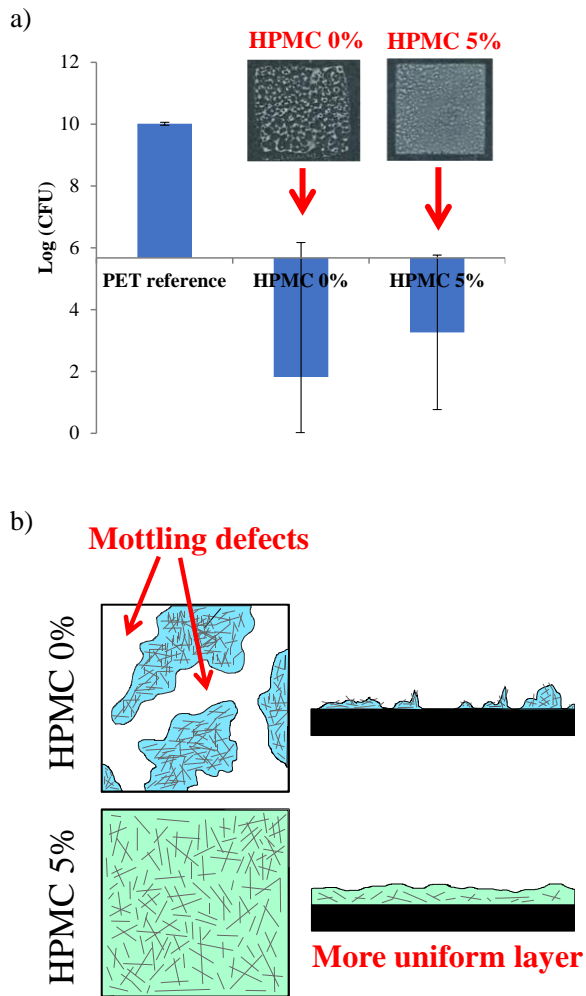 a)
HPMC 0%
HPMC 5%
12
10
8
6
4
2
0
Log (CFU)
PET reference
HPMC 0%
HPMC 5%
b)
Mottling defects
HPMC 0%
HPMC 5%
More uniform layer